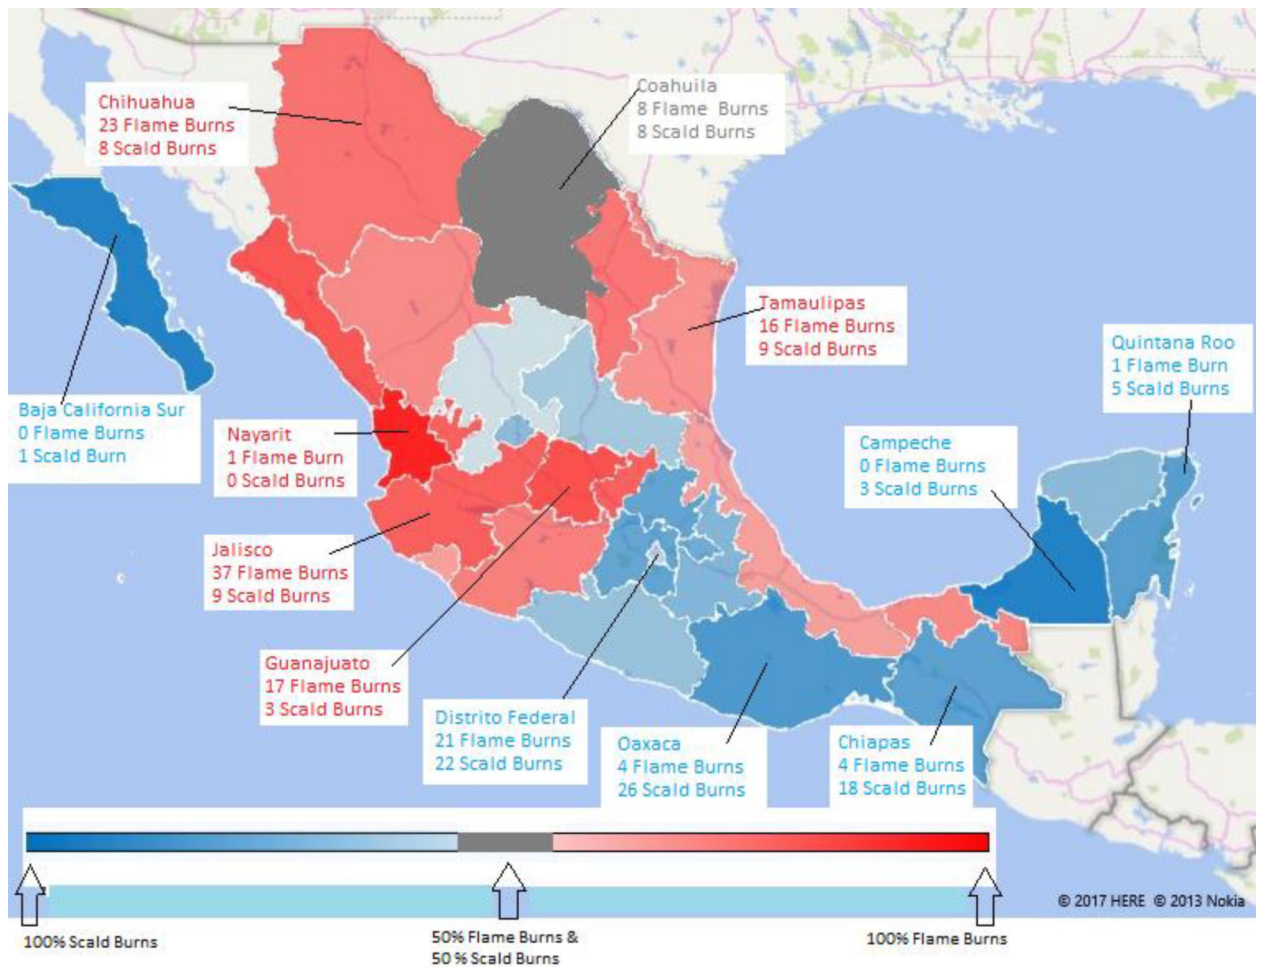 Chihuahua
23 Flame Burns
8 Scald Burns
Coahuila
8 Flame Burns
8 Scald Burns
Tamaulipas
16 Flame Burns
9 Scald Burns
Quintana Roo
1 Flame Burn
5 Scald Burns
Baja California Sur
0 Flame Burns
1 Scald Burn
Nayarit
1 Flame Burn
0 Scald Burns
Campeche
0 Flame Burns
3 Scald Burns
Jalisco
37 Flame Burns
9 Scald Burns
Guanajuato
17 Flame Burns
3 Scald Burns
Distrito Federal
21 Flame Burns
22 Scald Burns
Oaxaca
4 Flame Burns
26 Scald Burns
Chiapas
4 Flame Burns
18 Scald Burns
© 2017 HERE © 2013 Nokia
100% Scald Burns
50% Flame Burns &
50 % Scald Burns
100% Flame Burns